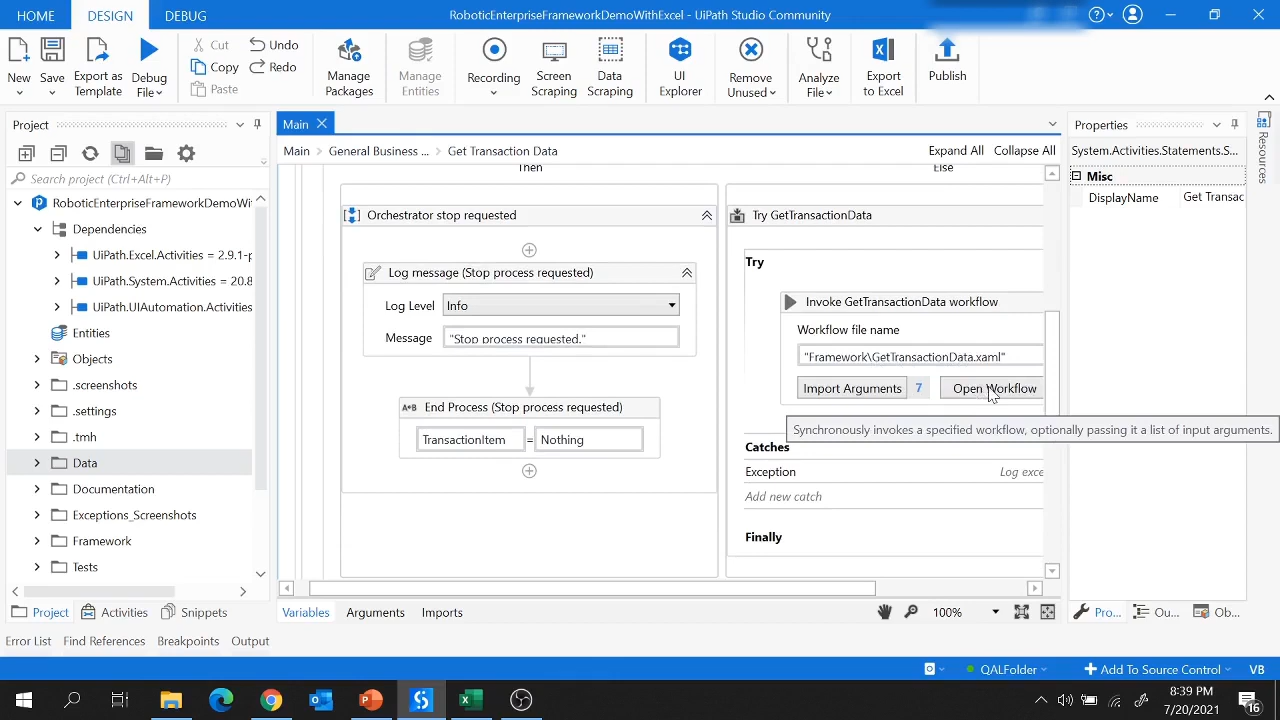 HOME
DESIGN
DEBUG
RoboticEnterpriseFrameworkDemoWithExcel - UiPath Studio Community
New
Save
Export as Template
Debug File
Cut
Copy
Paste
Undo
Redo
Manage Packages
Manage Entities
Recording
Screen Scraping
Data Scraping
UI Explorer
Remove Unused
Analyze File
Export to Excel
Publish
Project
Search project (Ctrl+Alt+P)
RoboticEnterpriseFrameworkDemoWi
Dependencies
UiPath.Excel.Activities = 2.9.1-p
UiPath.System.Activities = 20.8
UiPath.UIAutomation.Activities
Entities
Objects
.screenshots
.settings
.tmh
Data
Documentation
Exceptions_Screenshots
Framework
Tests
Project
Activities
Snippets
Main
Main > General Business ... > Get Transaction Data
Expand All
Collapse All
Then
Else
Orchestrator stop requested
Log message (Stop process requested)
Log Level
Info
Message
"Stop process requested."
End Process (Stop process requested)
A+B
TransactionItem = Nothing
Try GetTransactionData
Try
Invoke GetTransactionData workflow
Workflow file name
"Framework\GetTransactionData.xaml"
Import Arguments 7
Open Workflow
Synchronously invokes a specified workflow, optionally passing it a list of input arguments.
Catches
Exception
Log exce
Add new catch
Finally
Variables
Arguments
Imports
100%
Properties
System.Activities.Statements.S...
Misc
DisplayName
Get Transac
Resources
Pro...
Ou...
Ob...
Error List
Find References
Breakpoints
Output
QALFolder
Add To Source Control
VB
8:39 PM
7/20/2021
16